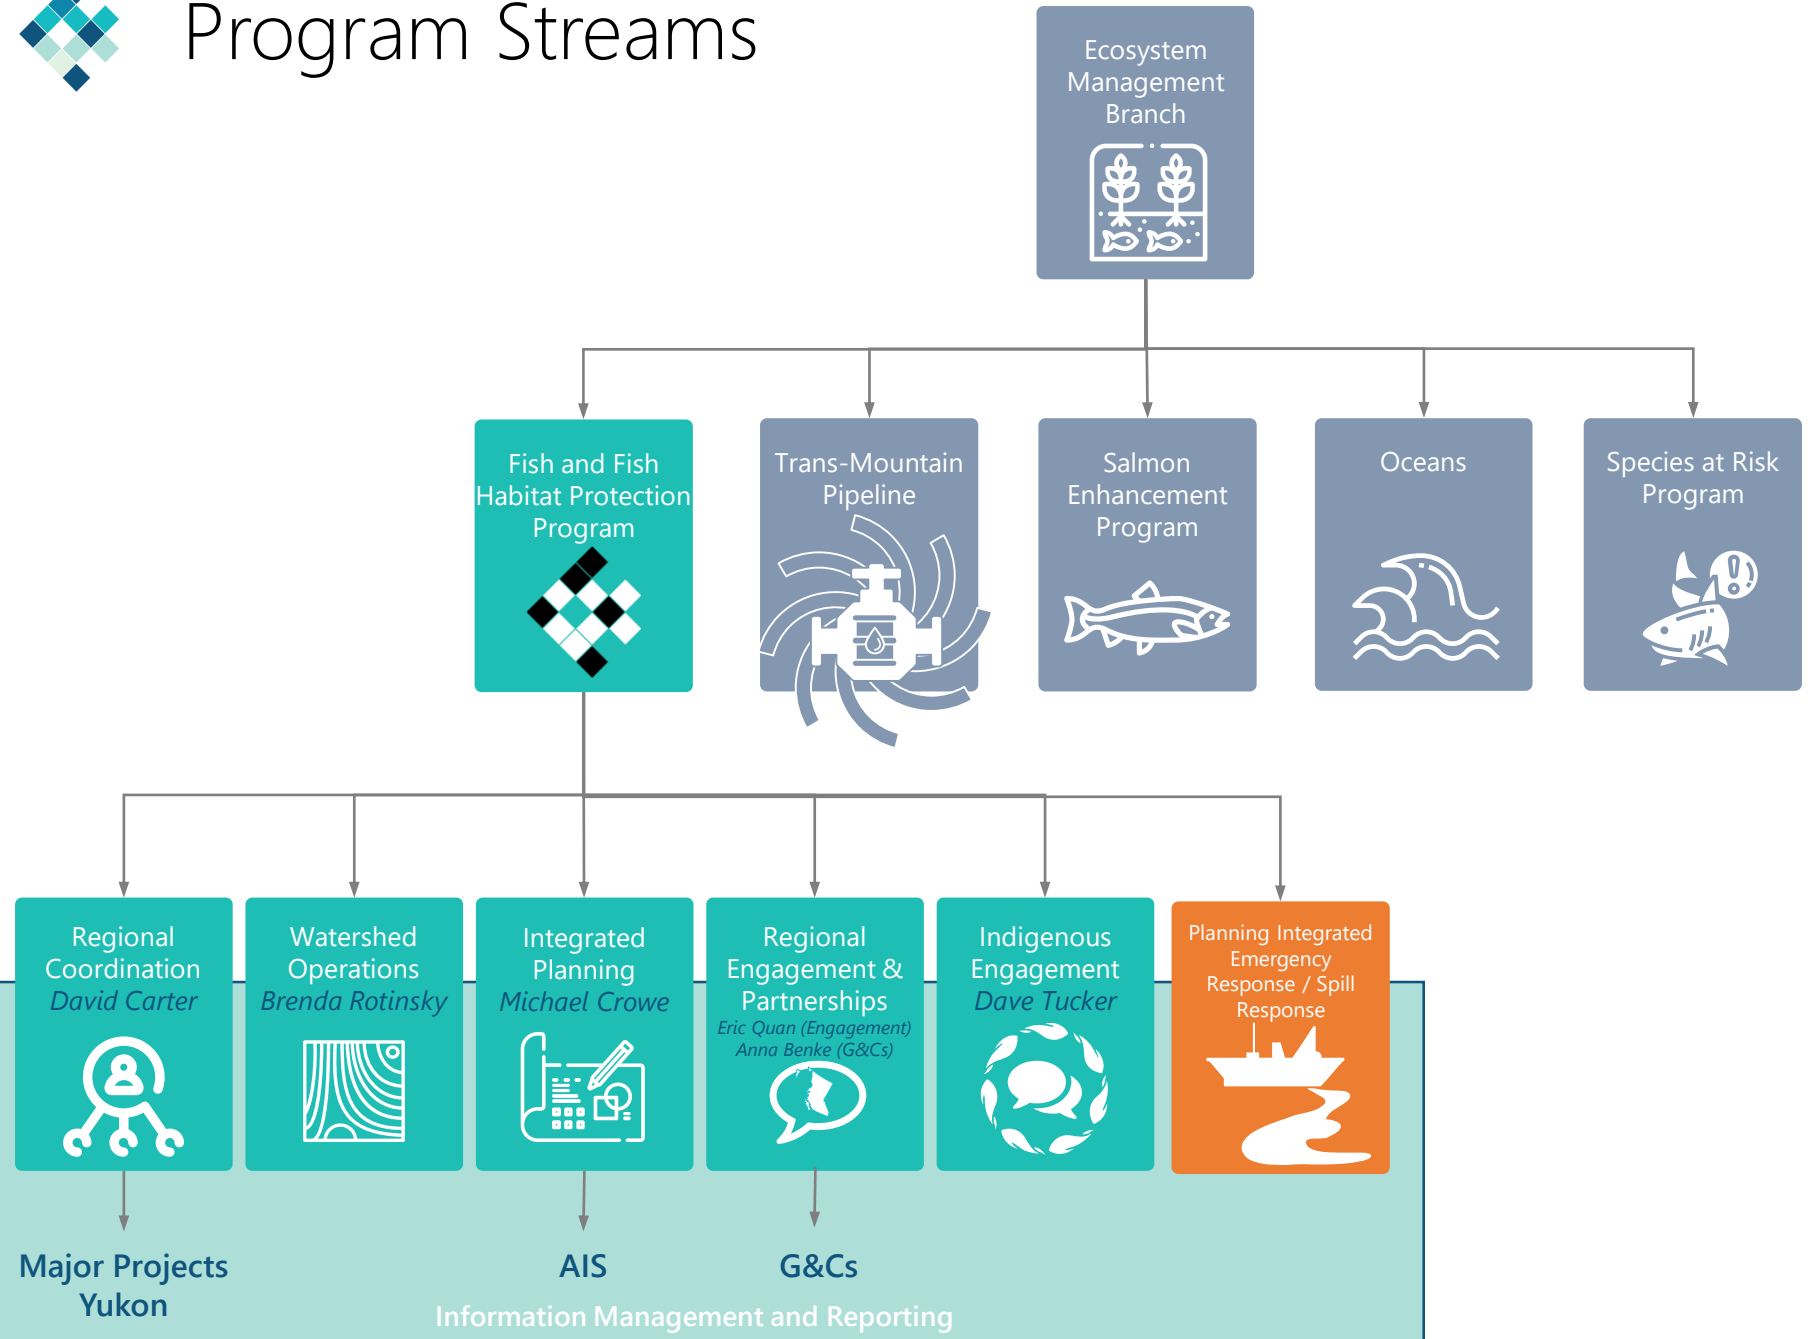 Program Streams
Ecosystem
Management
Branch
Fish and Fish
Habitat Protection
Program
Trans-Mountain
Pipeline
Salmon
Enhancement
Program
Oceans
Species at Risk
Program
Regional
Coordination
David Carter
Watershed
Operations
Brenda Rotinsky
Integrated
Planning
Michael Crowe
Regional
Engagement &
Partnerships
Eric Quan (Engagement)
Anna Benke (G&Cs)
Indigenous
Engagement
Dave Tucker
Planning Integrated
Emergency
Response / Spill
Response
Major Projects
Yukon
AIS
G&Cs
Information Management and Reporting